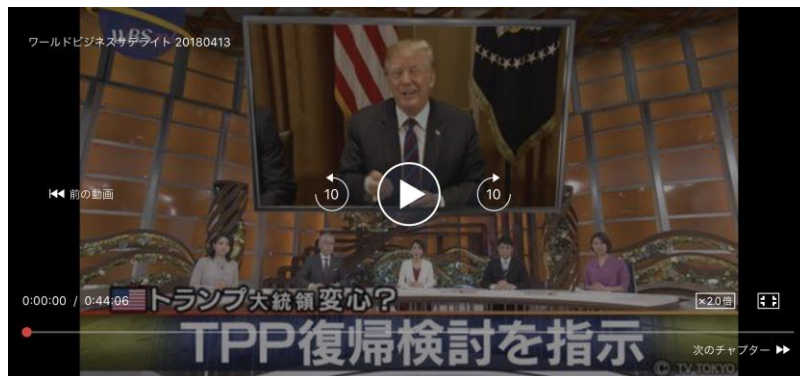 WBS
ワールドビジネスサテライト 20180413
10
10
前の動画
0:00:00 / 0:44:06
×2.0倍
トランプ大統領変心？
TPP復帰検討を指示
次のチャプター
© TV TOKYO